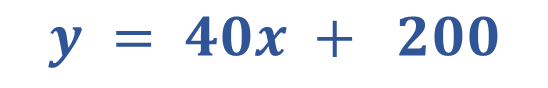 y = 40x + 200